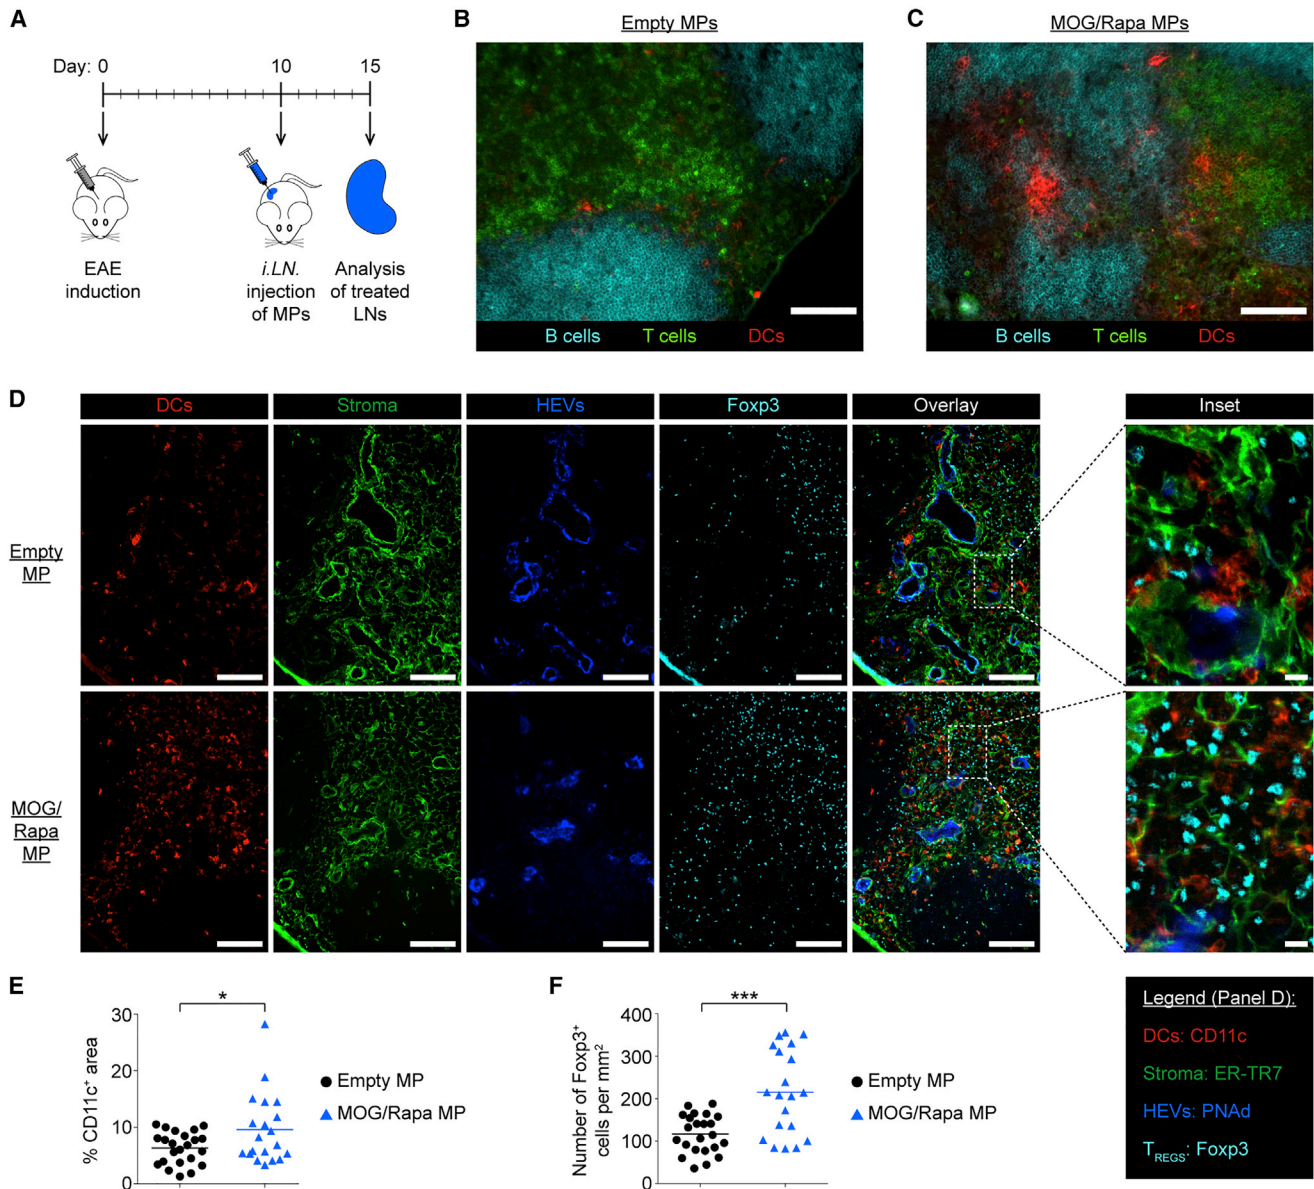 A
Day: 0 10 15
EAE
induction
i.LN.
injection
of MPs
Analysis
of treated
LNs
B
Empty MPs
B cells T cells DCs
C
MOG/Rapa MPs
B cells T cells DCs
D
DCs Stroma HEVs Foxp3 Overlay Inset
Empty
MP
MOG/
Rapa
MP
E
*
% CD11c+ area
30
20
10
0
Empty MP
MOG/Rapa MP
F
***
Number of Foxp3+
cells per mm2
400
300
200
100
0
Empty MP
MOG/Rapa MP
Legend (Panel D):
DCs: CD11c
Stroma: ER-TR7
HEVs: PNAd
TREGS: Foxp3